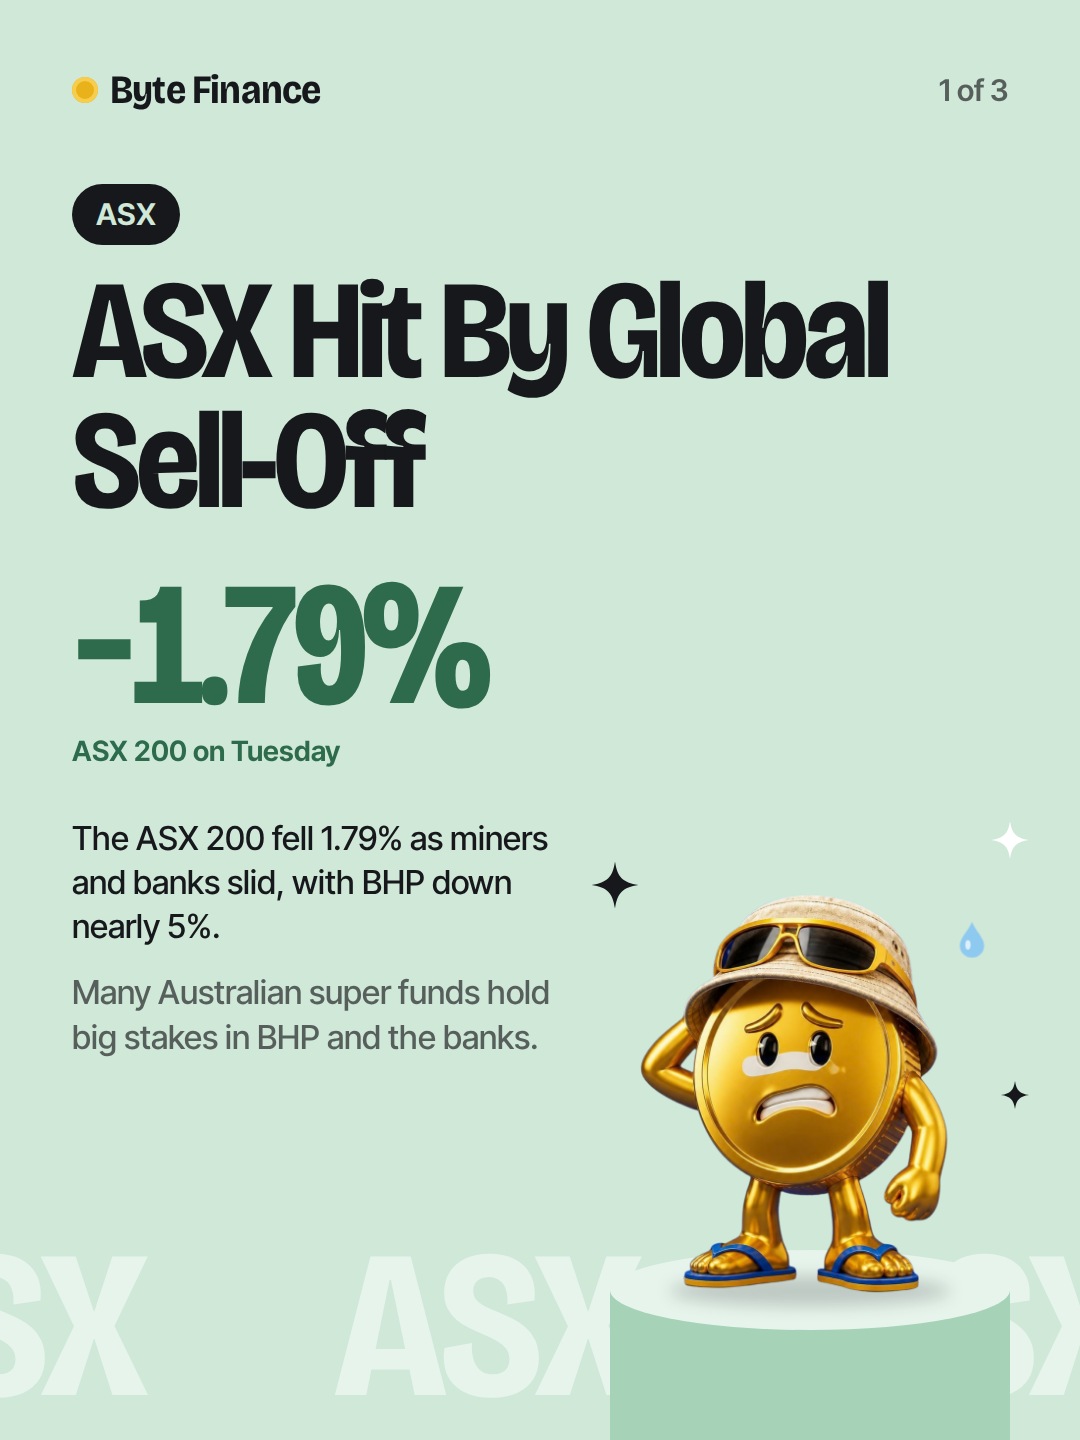 Byte Finance
1 of 3
ASX
ASX Hit By Global
Sell-Off
-1.79%
ASX 200 on Tuesday
The ASX 200 fell 1.79% as miners
and banks slid, with BHP down
nearly 5%.
Many Australian super funds hold
big stakes in BHP and the banks.
SX ASX SX